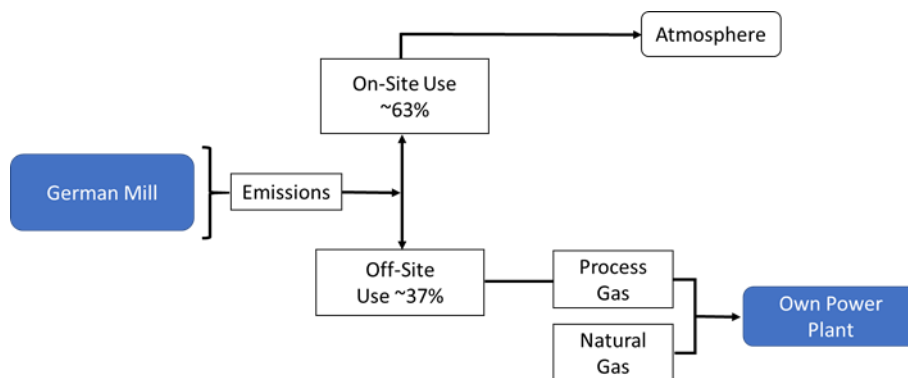 Atmosphere
On-Site Use
~63%
German Mill
Emissions
Off-Site
Use ~37%
Process
Gas
Own Power
Plant
Natural
Gas